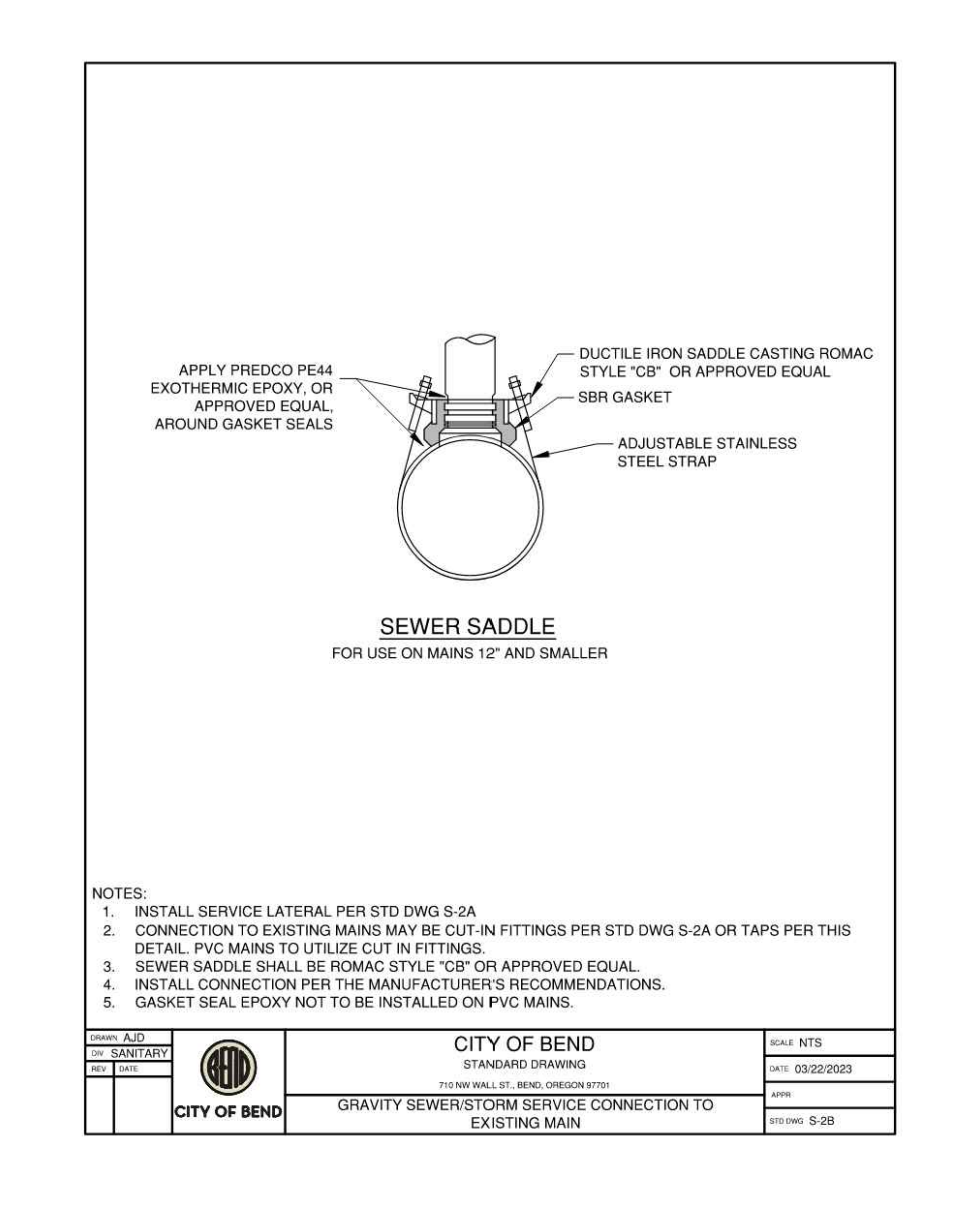 APPLY PREDCO PE44
EXOTHERMIC EPOXY, OR
APPROVED EQUAL,
AROUND GASKET SEALS
DUCTILE IRON SADDLE CASTING ROMAC
STYLE "CB" OR APPROVED EQUAL
SBR GASKET
ADJUSTABLE STAINLESS
STEEL STRAP
SEWER SADDLE
FOR USE ON MAINS 12" AND SMALLER
NOTES:
1. INSTALL SERVICE LATERAL PER STD DWG S-2A
2. CONNECTION TO EXISTING MAINS MAY BE CUT-IN FITTINGS PER STD DWG S-2A OR TAPS PER THIS
DETAIL. PVC MAINS TO UTILIZE CUT IN FITTINGS.
3. SEWER SADDLE SHALL BE ROMAC STYLE "CB" OR APPROVED EQUAL.
4. INSTALL CONNECTION PER THE MANUFACTURER'S RECOMMENDATIONS.
5. GASKET SEAL EPOXY NOT TO BE INSTALLED ON PVC MAINS.
DRAWN AJD
DIV SANITARY
REV DATE
BEND
CITY OF BEND
CITY OF BEND
STANDARD DRAWING
710 NW WALL ST., BEND, OREGON 97701
GRAVITY SEWER/STORM SERVICE CONNECTION TO
EXISTING MAIN
SCALE NTS
DATE 03/22/2023
APPR
STD DWG S-2B